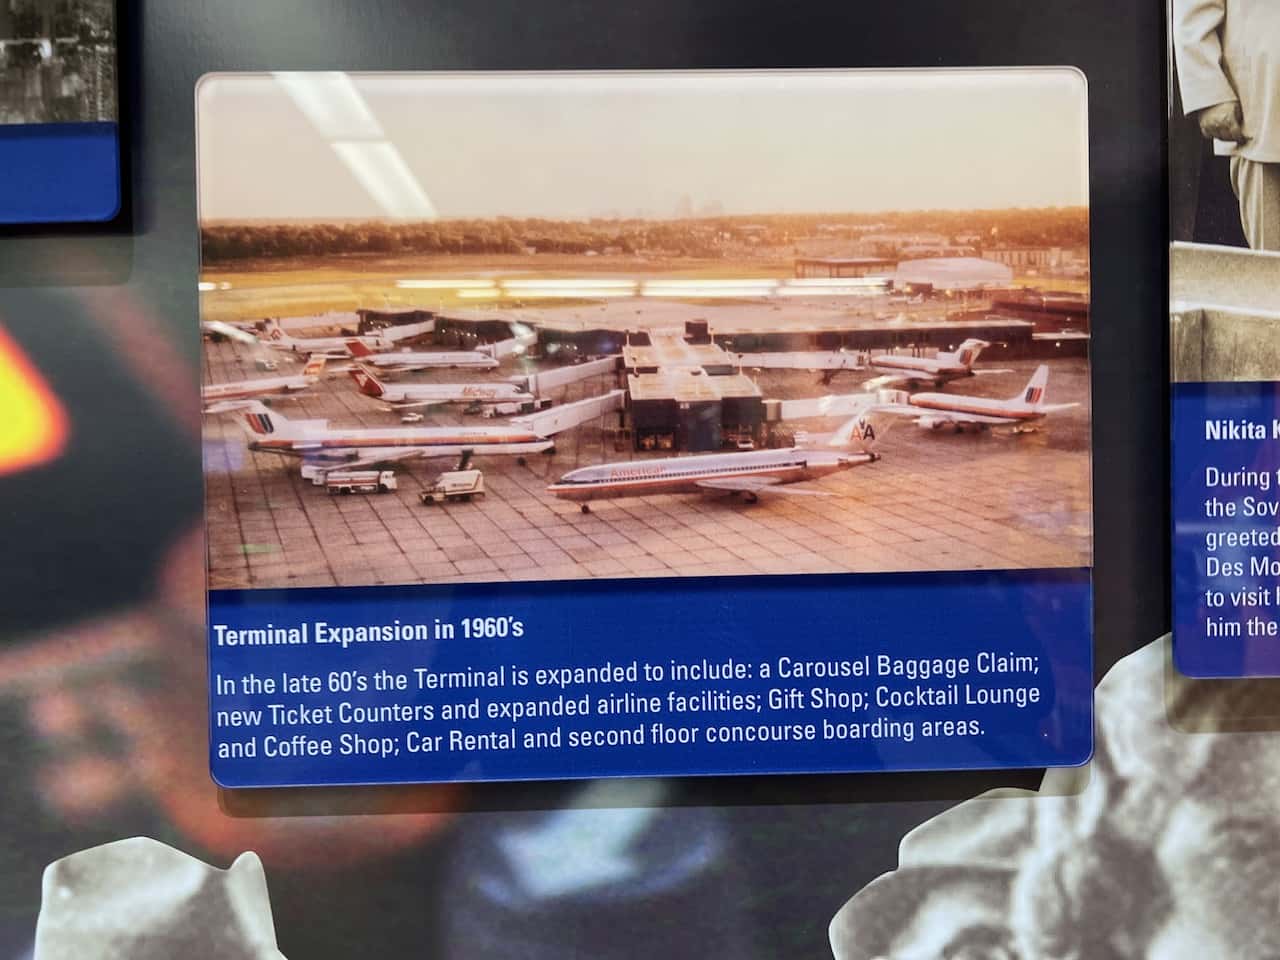 American
AA
Terminal Expansion in 1960's
In the late 60's the Terminal is expanded to include: a Carousel Baggage Claim;
new Ticket Counters and expanded airline facilities; Gift Shop; Cocktail Lounge
and Coffee Shop; Car Rental and second floor concourse boarding areas.
Nikita
During
the Sov
greeted
Des Mo
to visit
him the